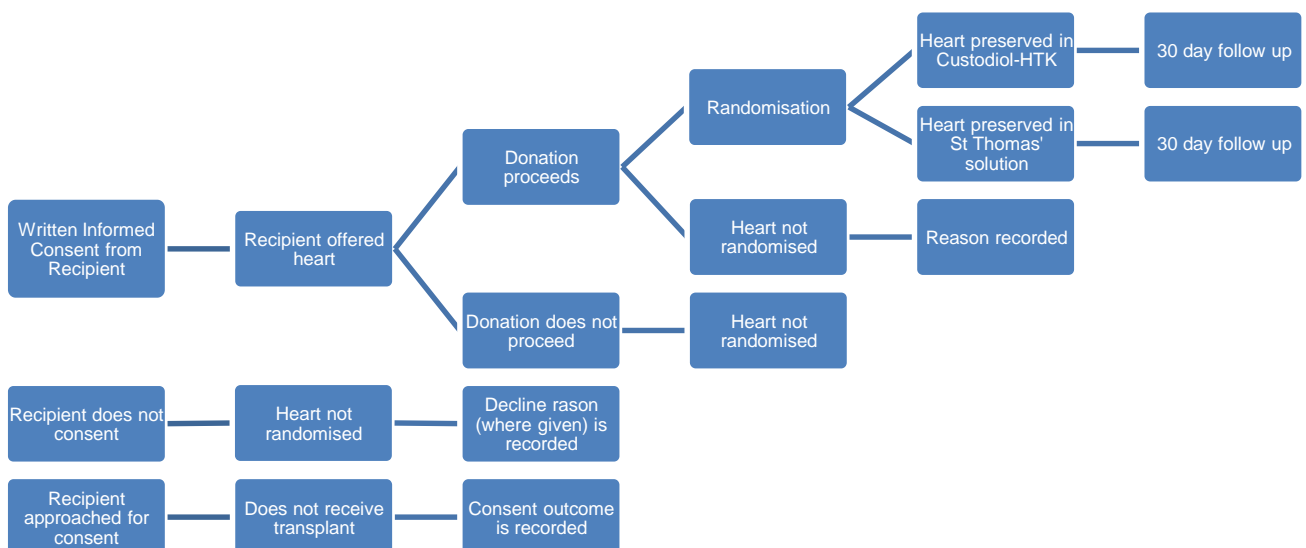 Written Informed
Consent from
Recipient
Recipient offered
heart
Donation
proceeds
Randomisation
Heart preserved in
Custodiol-HTK
30 day follow up
Heart preserved in
St Thomas'
solution
30 day follow up
Heart not
randomised
Reason recorded
Donation does not
proceed
Heart not
randomised
Recipient does not
consent
Heart not
randomised
Decline rason
(where given) is
recorded
Recipient
approached for
consent
Does not receive
transplant
Consent outcome
is recorded